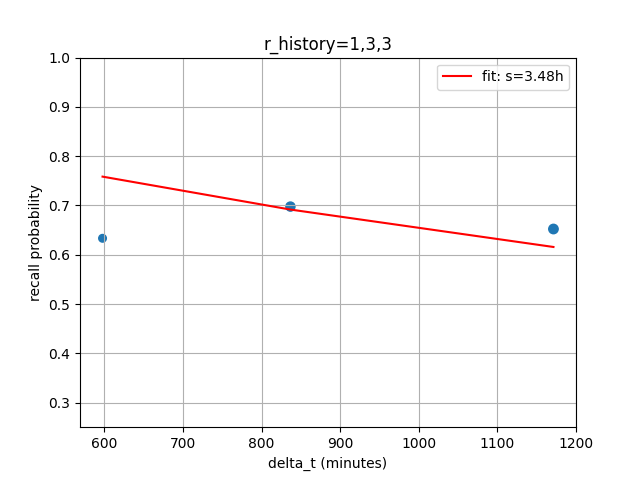 r_history=1,3,3
fit: s=3.48h
recall probability
1.0
0.9
0.8
0.7
0.6
0.5
0.4
0.3
600 700 800 900 1000 1100 1200
delta_t (minutes)